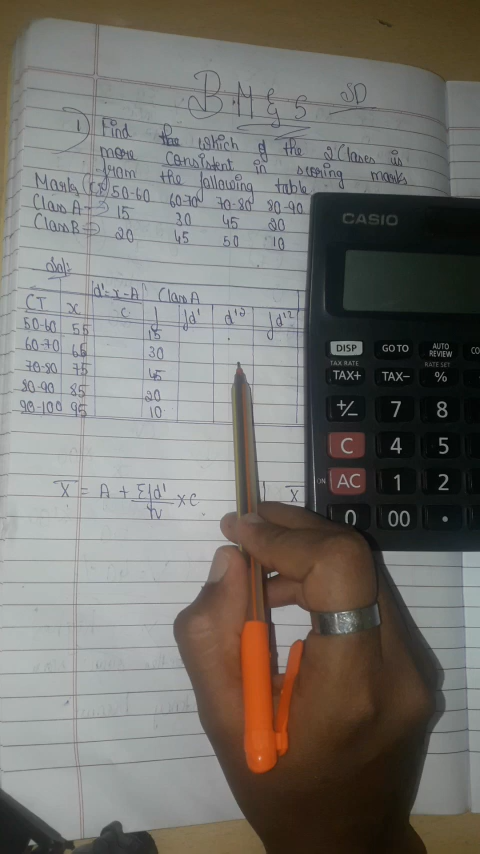 B.M & S SD
1) Find the which of the 2 Clases is
more consistent in scoring marks
from the following table
Marks (CI) 50-60 60-70 70-80 80-90
Class A → 15 30 45 20
Class B → 20 45 50 10
Sol:
d'=x-A Class A
CI x c f fd' d'² fd'²
50-60 55 15
60-70 65 30
70-80 75 45
80-90 85 20
90-100 95 10
X = A + Σfd' × C X
N
CASIO
DISP GO TO AUTO REVIEW CO
TAX RATE RATE SET
TAX+ TAX− %
+/− 7 8
C 4 5
ON AC 1 2
0 00 •